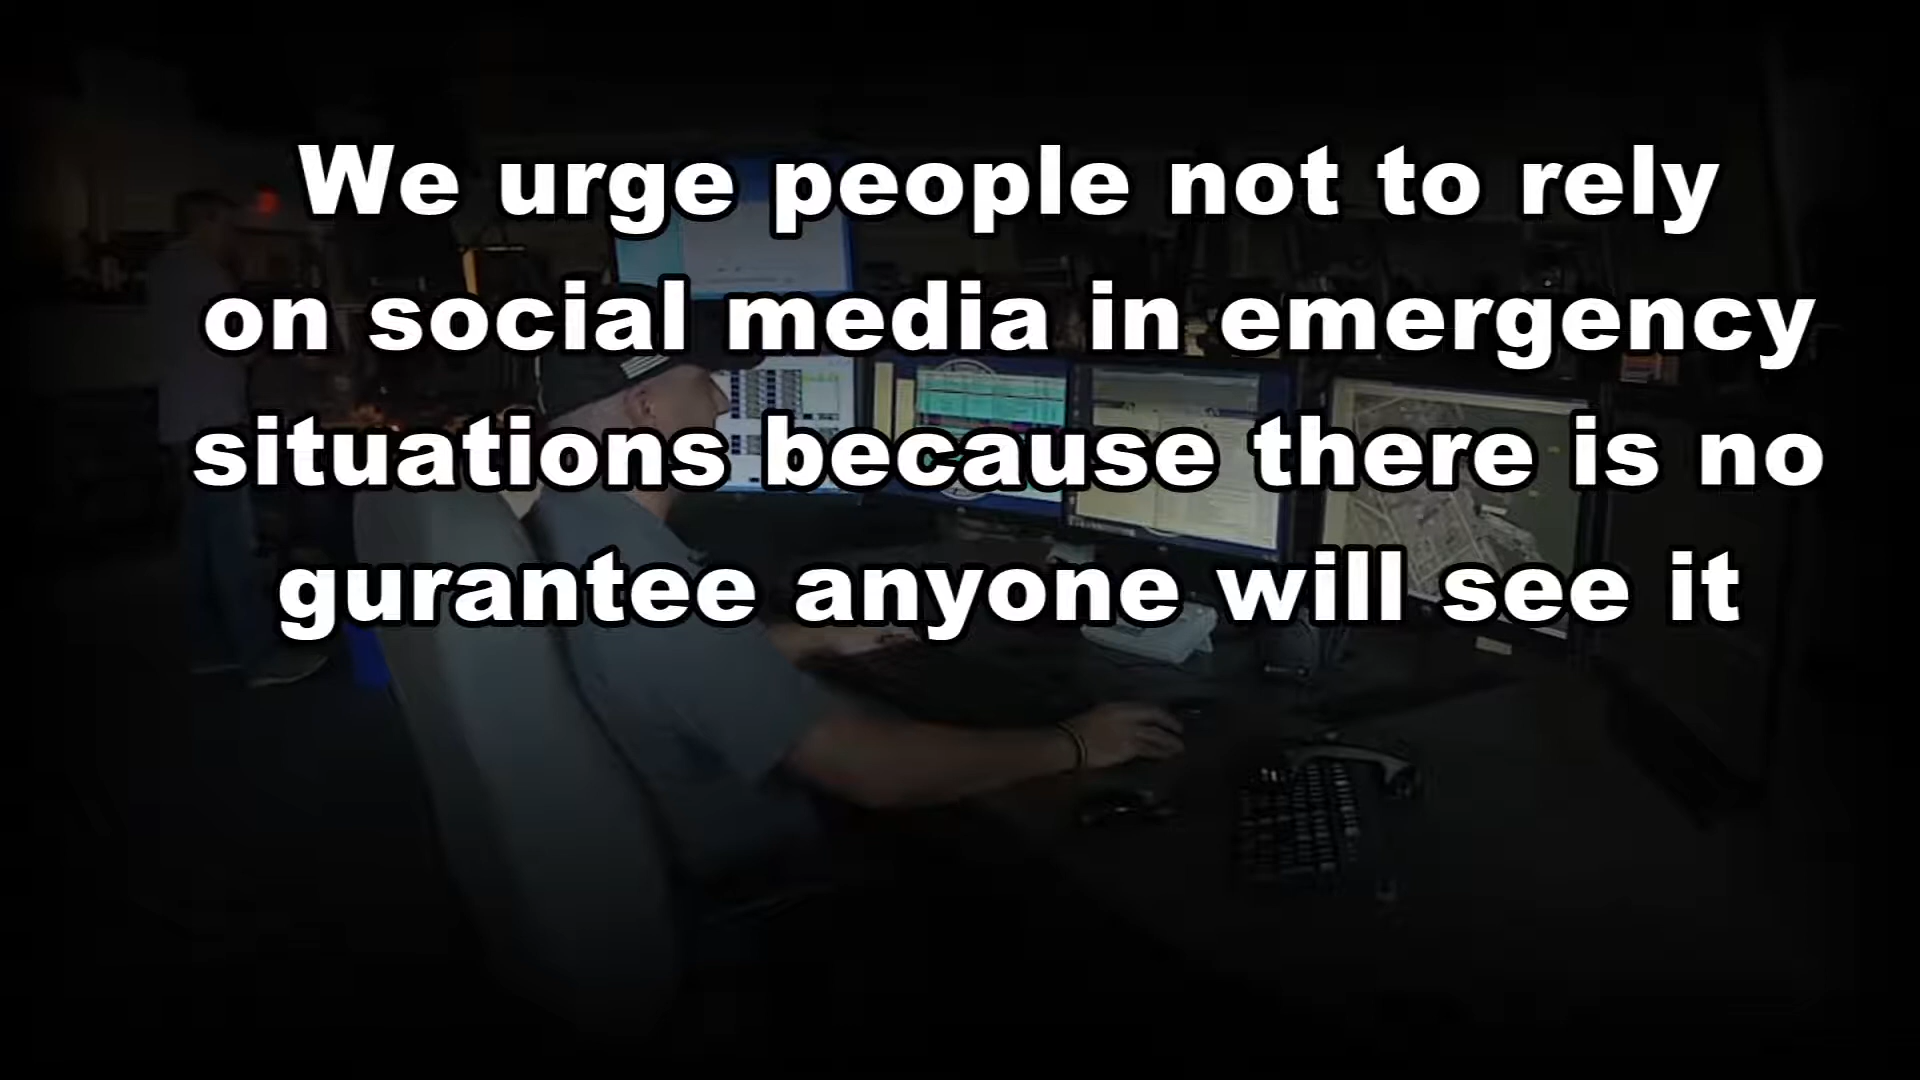 We urge people not to rely
on social media in emergency
situations because there is no
gurantee anyone will see it